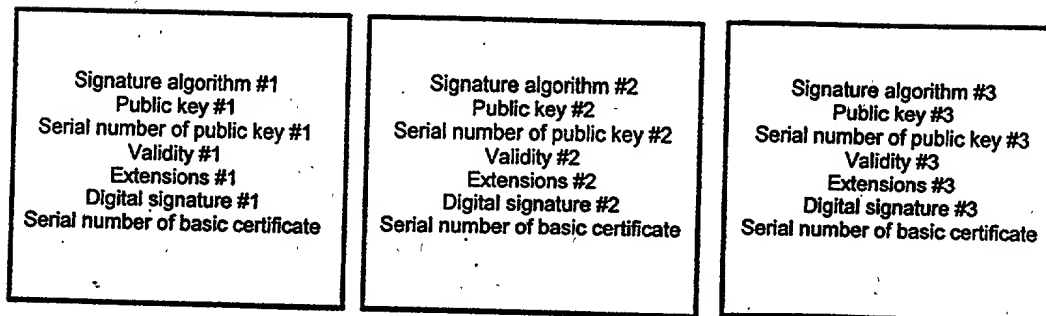 Signature algorithm #1
Public key #1
Serial number of public key #1
Validity #1
Extensions #1
Digital signature #1
Serial number of basic certificate
Signature algorithm #2
Public key #2
Serial number of public key #2
Validity #2
Extensions #2
Digital signature #2
Serial number of basic certificate
Signature algorithm #3
Public key #3
Serial number of public key #3
Validity #3
Extensions #3
Digital signature #3
Serial number of basic certificate